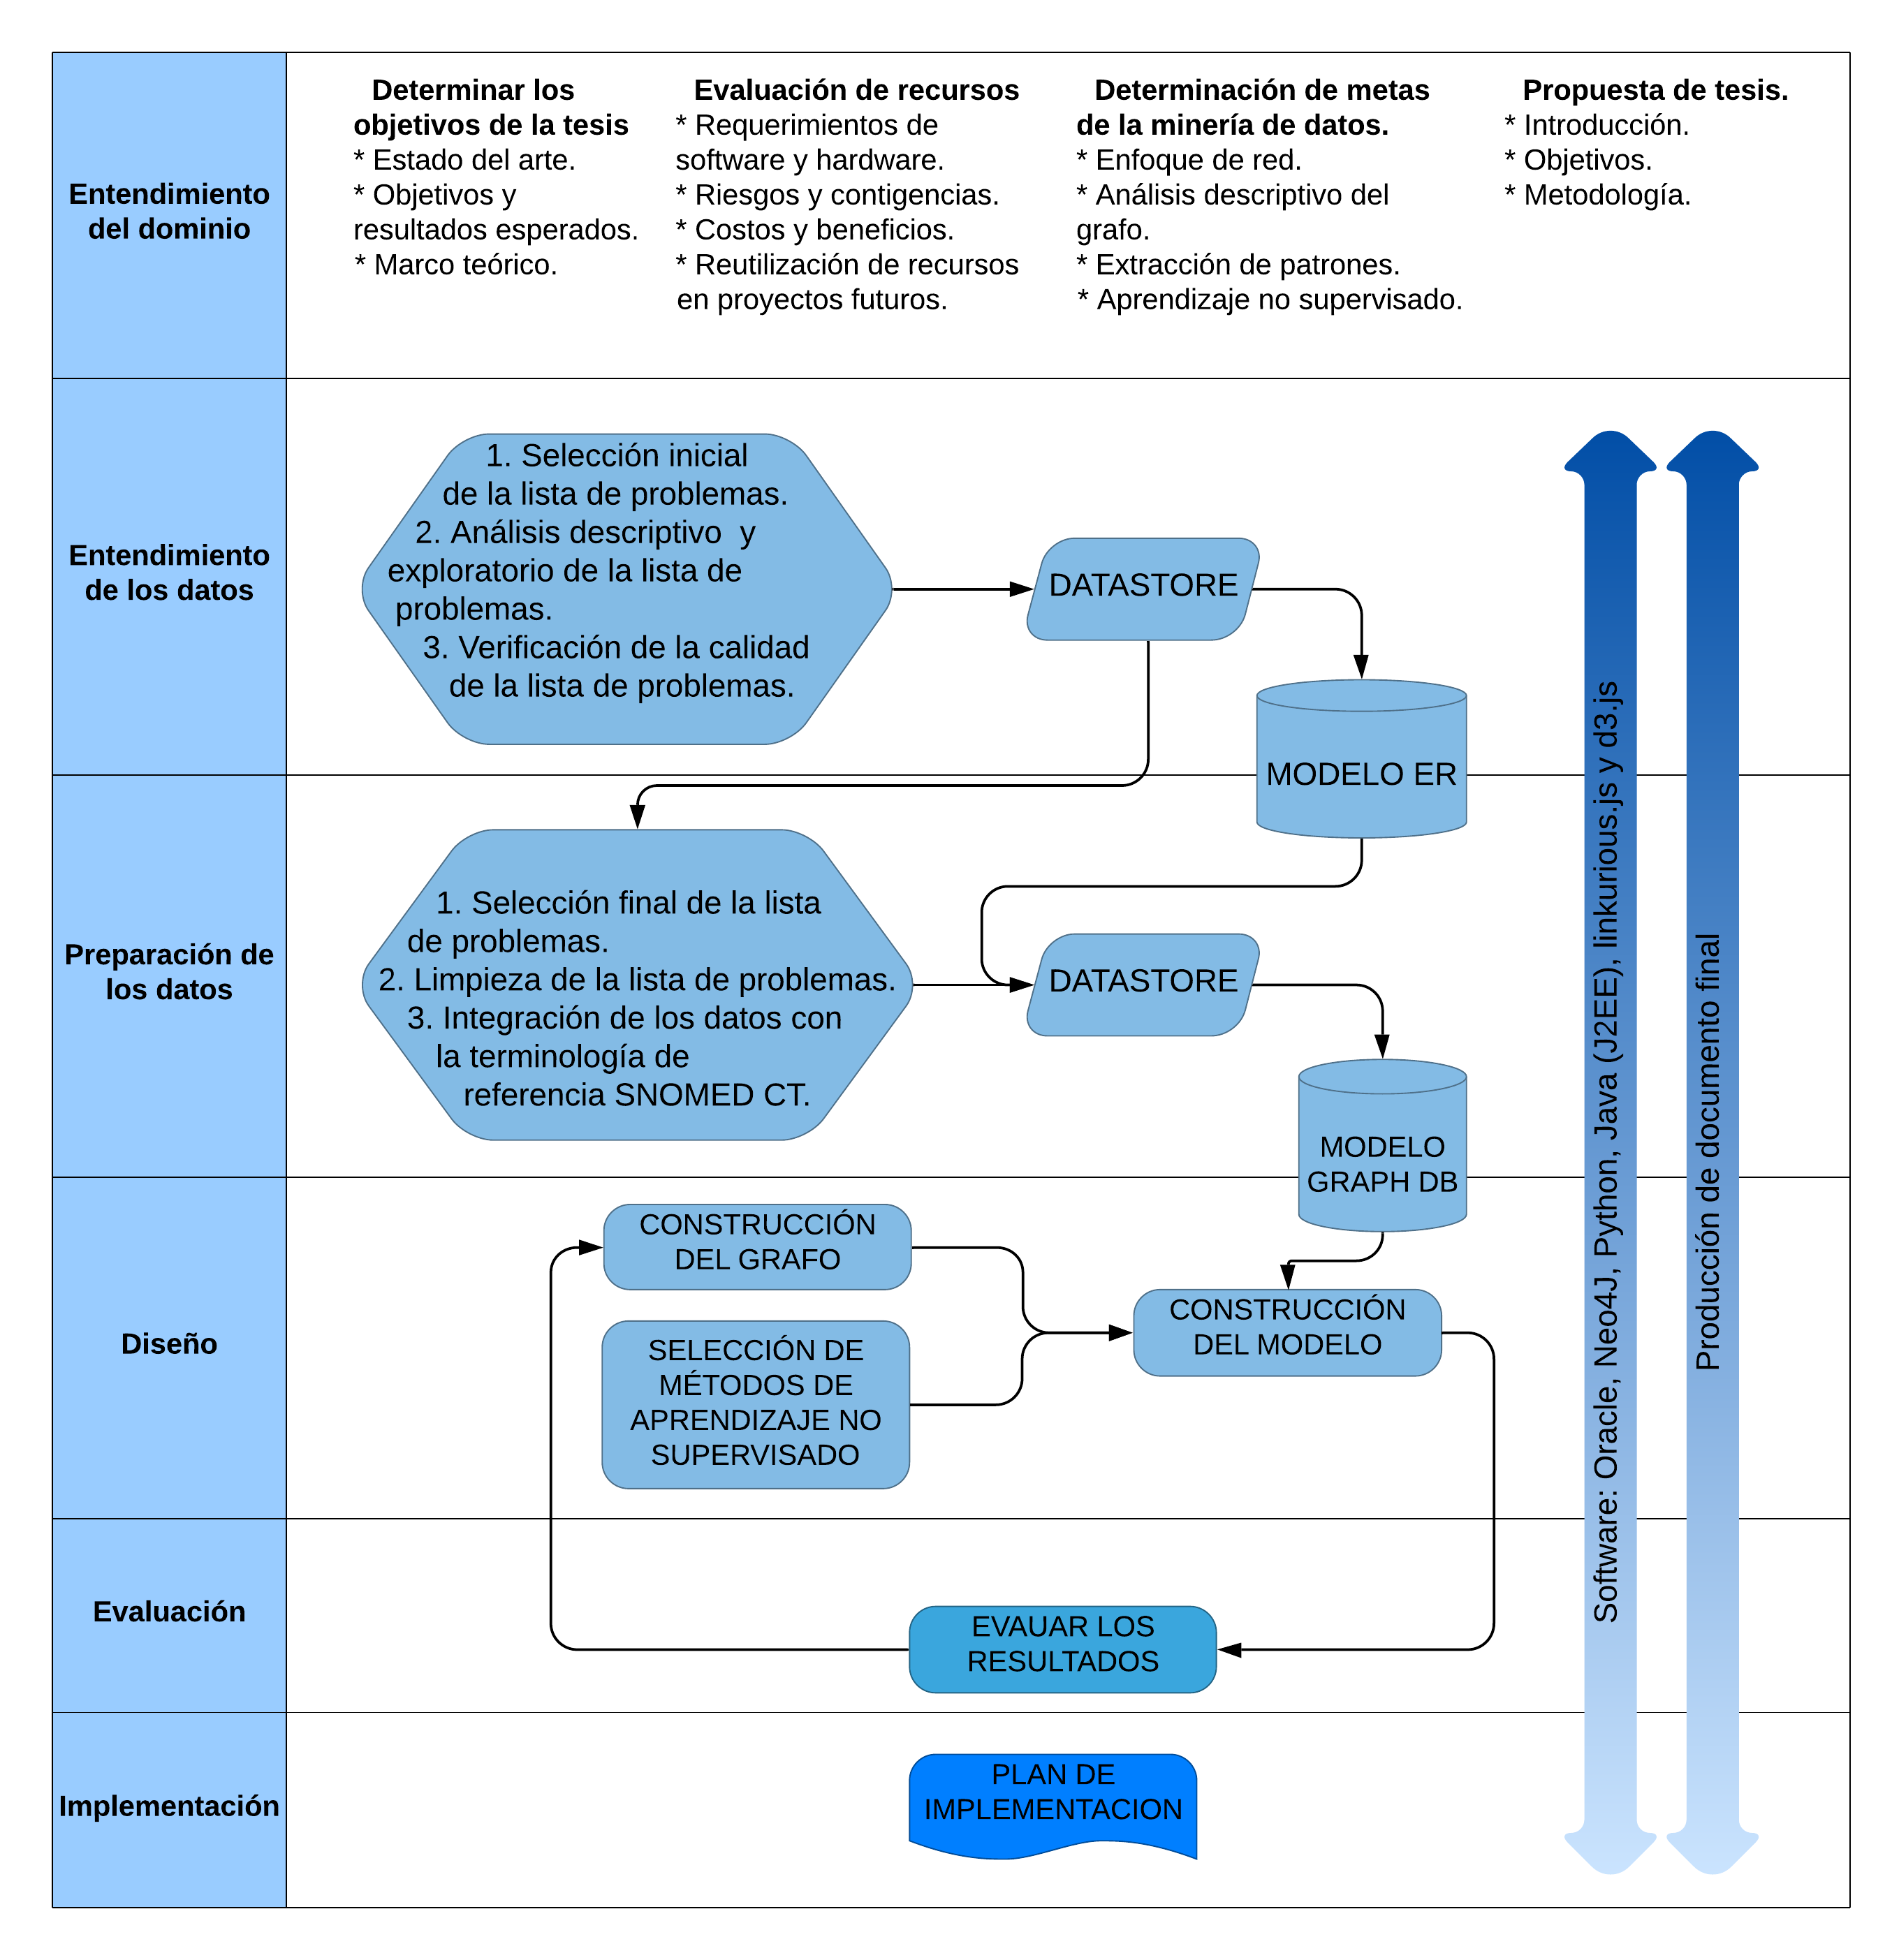 Entendimiento
del dominio
Determinar los
objetivos de la tesis
* Estado del arte.
* Objetivos y
resultados esperados.
* Marco teórico.
Evaluación de recursos
* Requerimientos de
software y hardware.
* Riesgos y contigencias.
* Costos y beneficios.
* Reutilización de recursos
en proyectos futuros.
Determinación de metas
de la minería de datos.
* Enfoque de red.
* Análisis descriptivo del
grafo.
* Extracción de patrones.
* Aprendizaje no supervisado.
Propuesta de tesis.
* Introducción.
* Objetivos.
* Metodología.
Entendimiento
de los datos
1. Selección inicial
de la lista de problemas.
2. Análisis descriptivo y
exploratorio de la lista de
problemas.
3. Verificación de la calidad
de la lista de problemas.
DATASTORE
MODELO ER
Preparación de
los datos
1. Selección final de la lista
de problemas.
2. Limpieza de la lista de problemas.
3. Integración de los datos con
la terminología de
referencia SNOMED CT.
DATASTORE
MODELO
GRAPH DB
Diseño
CONSTRUCCIÓN
DEL GRAFO
SELECCIÓN DE
MÉTODOS DE
APRENDIZAJE NO
SUPERVISADO
CONSTRUCCIÓN
DEL MODELO
Evaluación
EVAUAR LOS
RESULTADOS
Implementación
PLAN DE
IMPLEMENTACION
Software: Oracle, Neo4J, Python, Java (J2EE), linkurious.js y d3.js
Producción de documento final